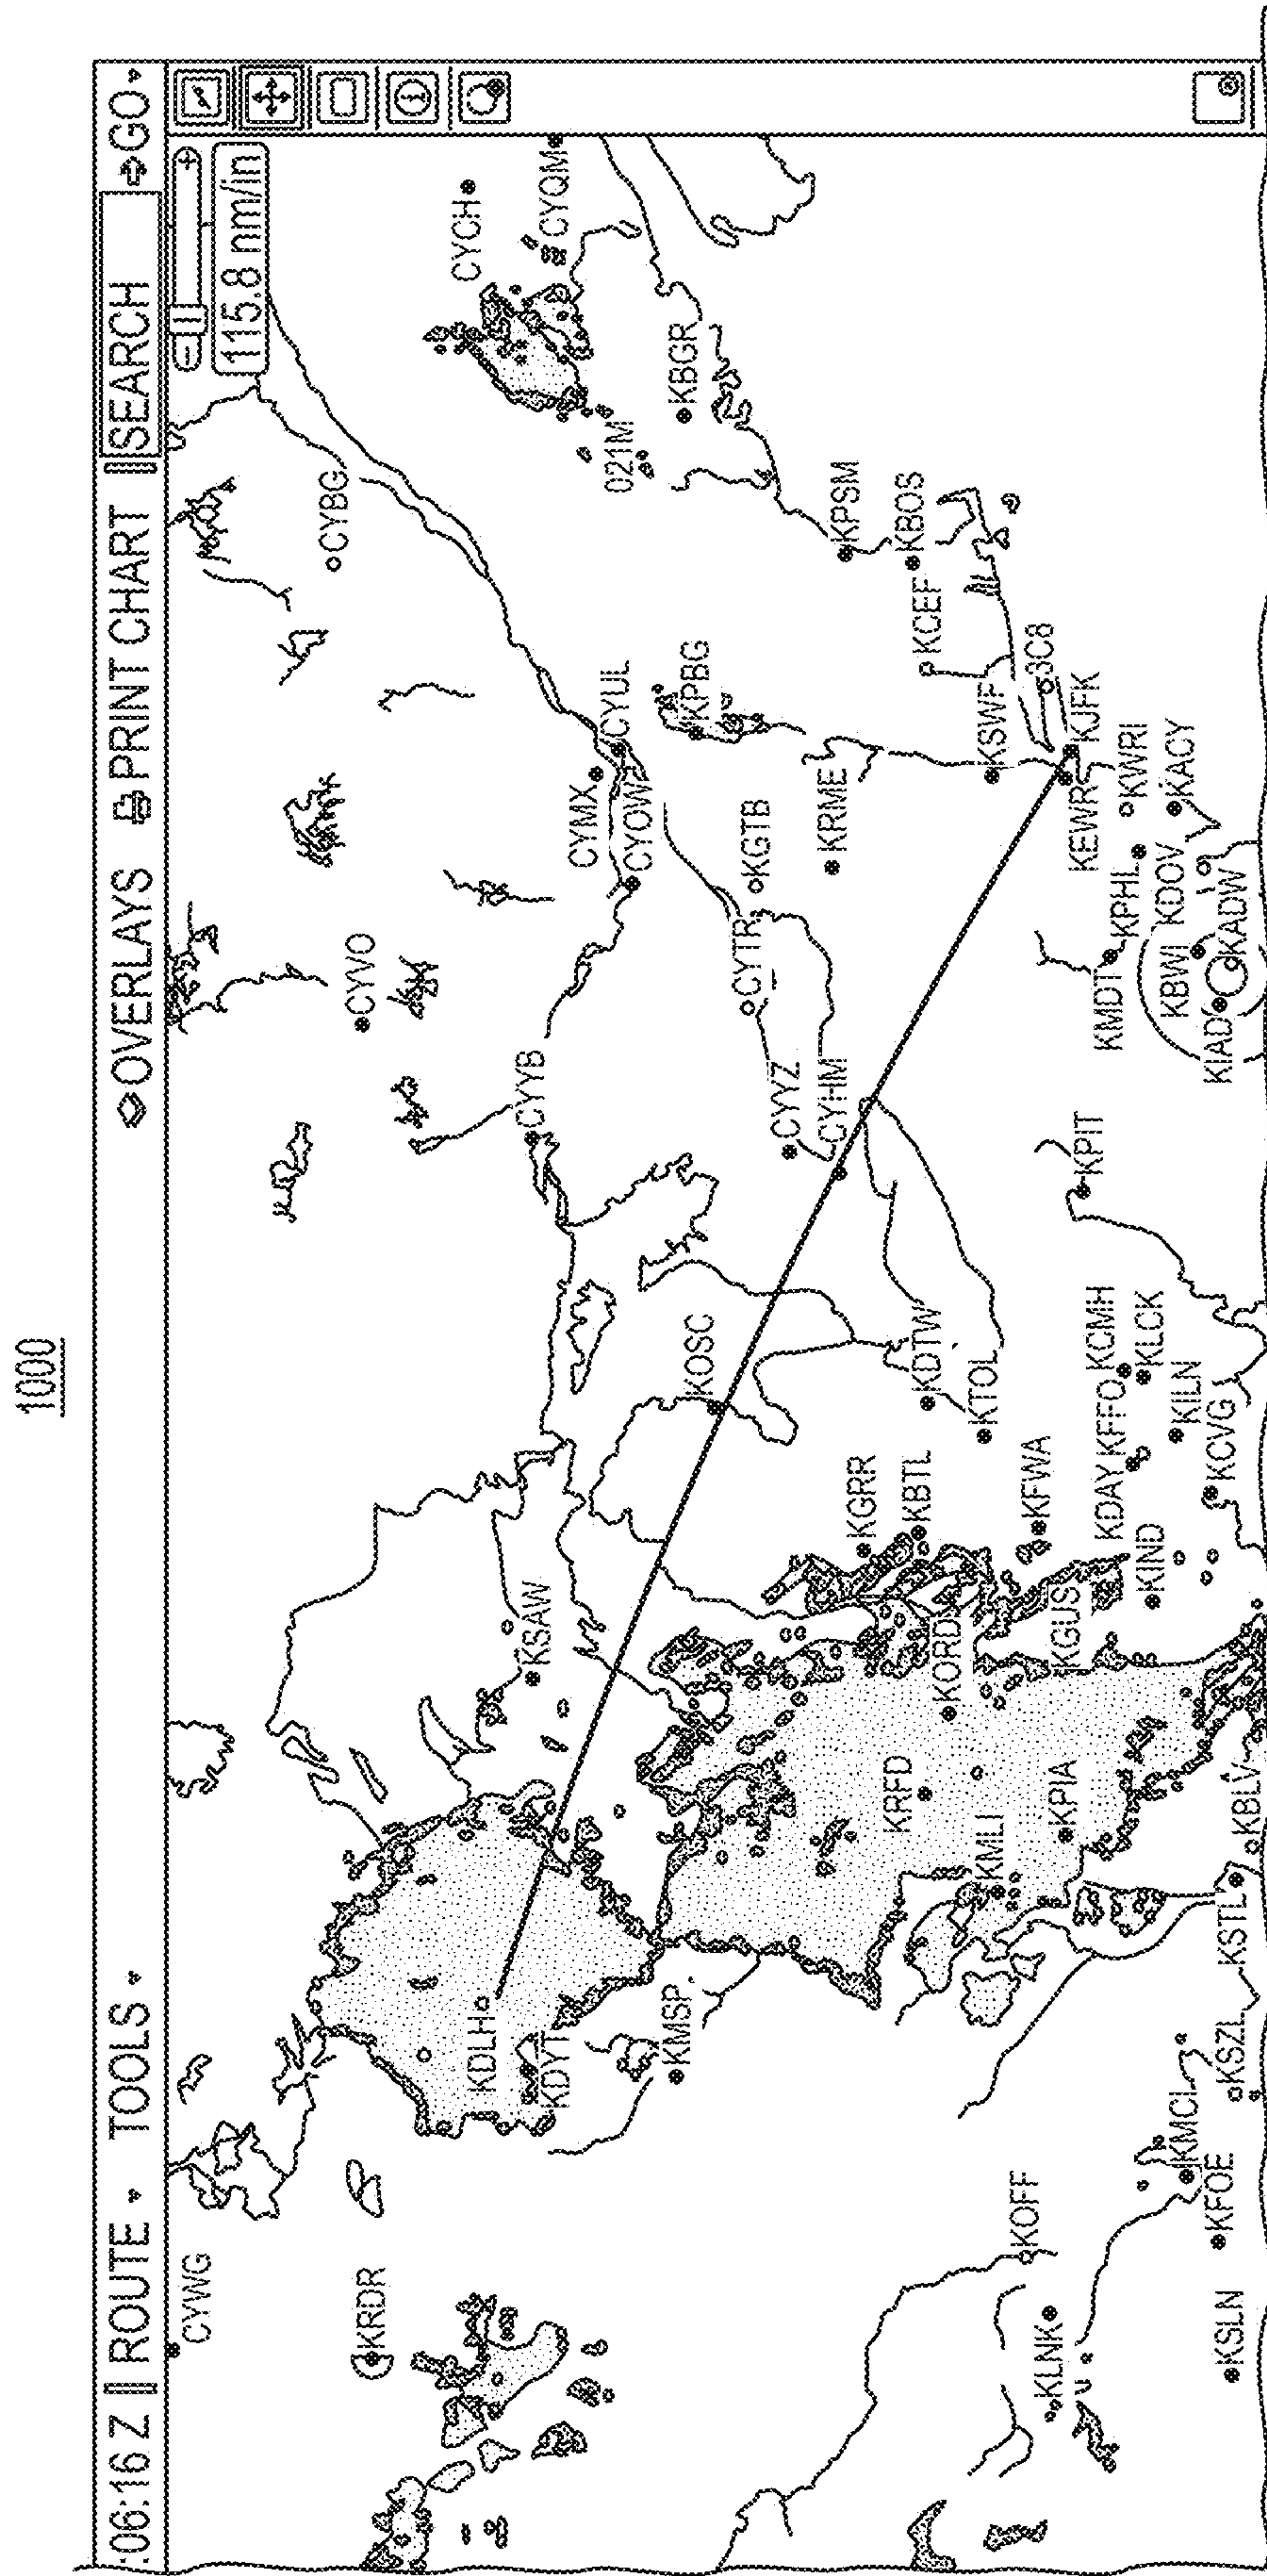 1000
:06:16 Z ROUTE TOOLS OVERLAYS PRINT CHART SEARCH GO
115.8 nm/in
CYWG
KRDR
CYVO
CYBG
CYCH
CYQM
CYYB
KSAW
KDLH
KDYT
CYMX
CYUL
CYOW
021M
KBGR
KMSP
KOSC
KPBG
CYTR
KGTB
CYYZ
CYHM
KRME
KPSM
KBOS
KCEF
KGRR
KBTL
KDTW
KTOL
KORD
KRFD
KMLI
KSWF
3C8
KJFK
KEWR
KFWA
KGUS
KPIA
KOFF
KLNK
KPIT
KWRI
KACY
KPHL
KMDT
KDOV
KBWI
KADW
KIAD
KCMH
KLCK
KFFO
KDAY
KILN
KIND
KCVG
KBLV
KSTL
KSZL
KMCI
KFOE
KSLN